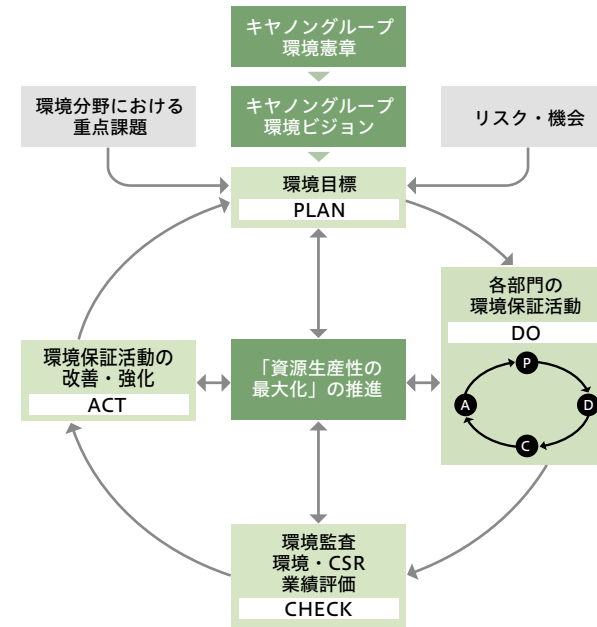 キヤノングループ
環境憲章
環境分野における
重点課題
キヤノングループ
環境ビジョン
リスク・機会
環境目標
PLAN
各部門の
環境保証活動
DO
P
A
D
C
環境保証活動の
改善・強化
ACT
「資源生産性の
最大化」の推進
環境監査
環境・CSR
業績評価
CHECK